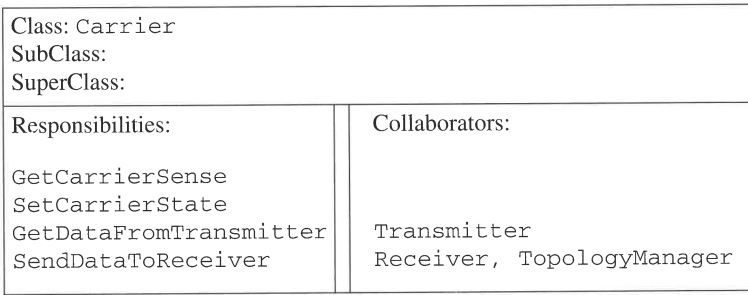 Class: Carrier
SubClass:
SuperClass:
Responsibilities:
Collaborators:
GetCarrierSense
SetCarrierState
GetDataFromTransmitter
Transmitter
SendDataToReceiver
Receiver, TopologyManager